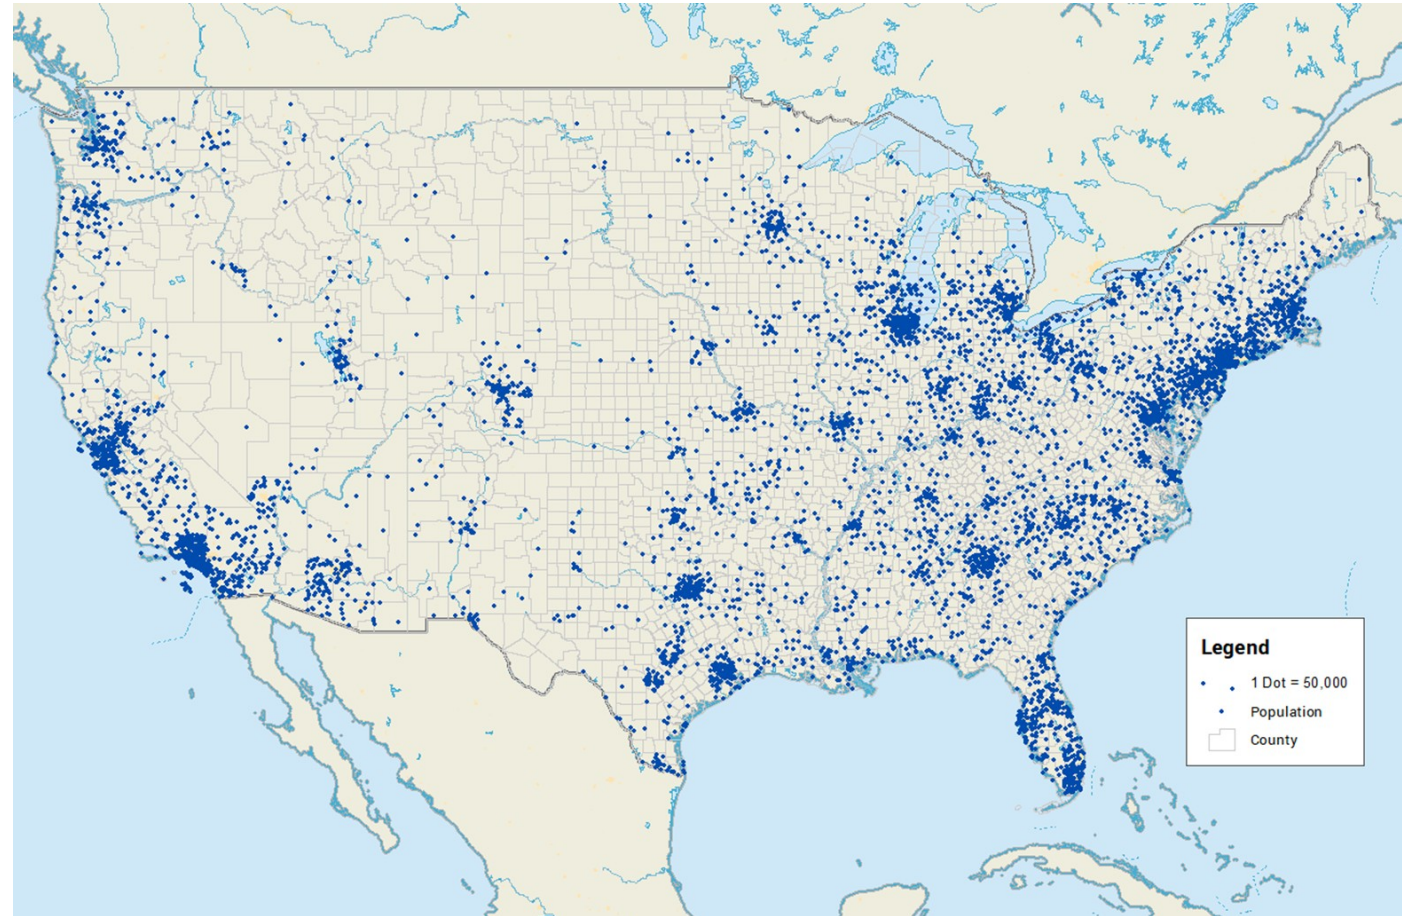 Legend
1 Dot = 50,000
Population
County